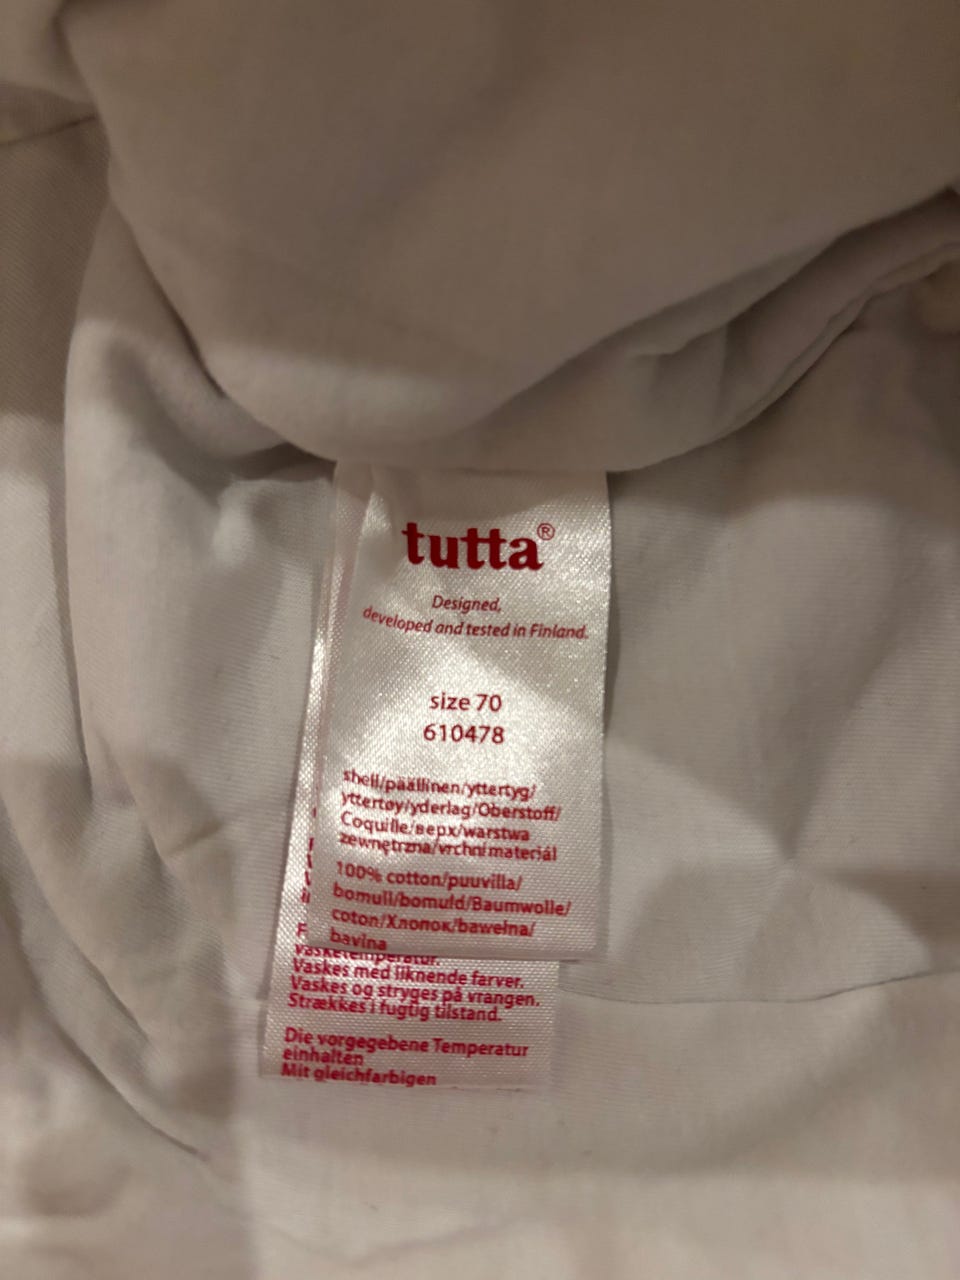 tutta®
Designed,
developed and tested in Finland.
size 70
610478
shell/päällinen/yttertyg/
yttertøy/yderlag/Oberstoff/
Coquille/верх/warstwa
zewnętrzna/vrchní materiál
100% cotton/puuvilla/
bomull/bomuld/Baumwolle/
coton/Хлопок/bawełna/
bavlna
vasketemperatur.
Vaskes med liknende farver.
Vaskes og stryges på vrangen.
Strækkes i fugtig tilstand.
Die vorgegebene Temperatur
einhalten
Mit gleichfarbigen